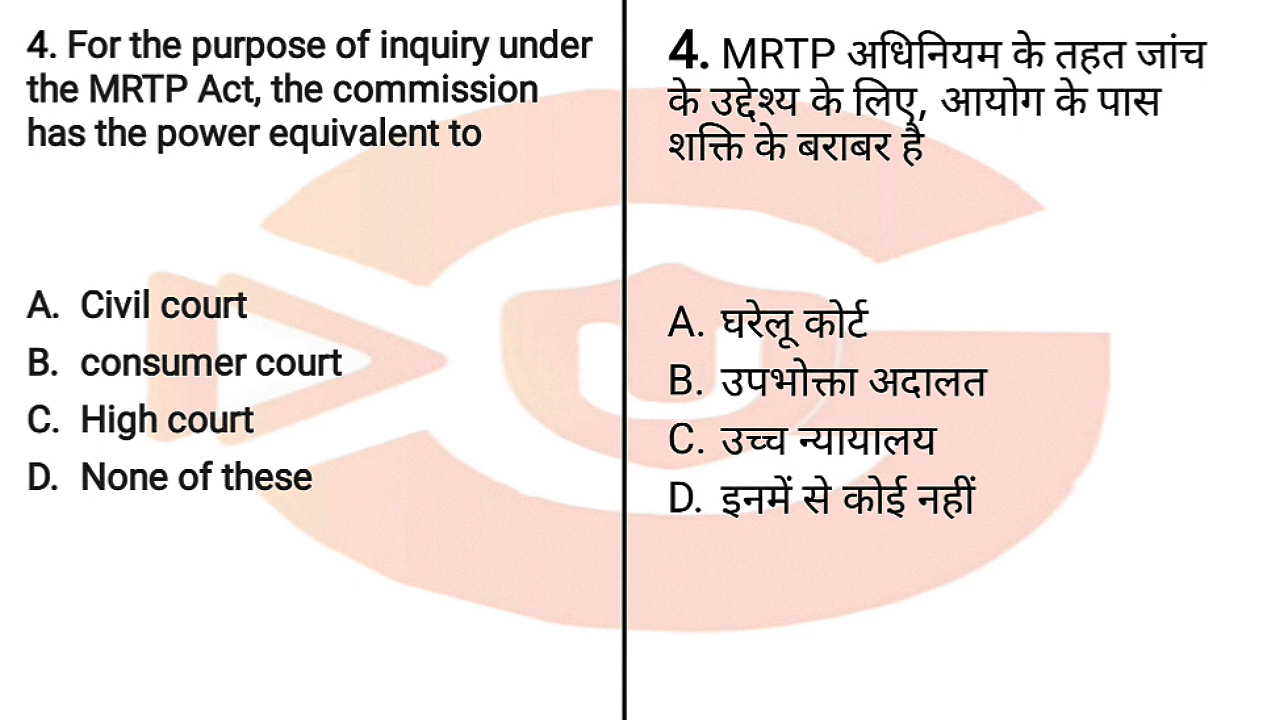 4. For the purpose of inquiry under
the MRTP Act, the commission
has the power equivalent to
A. Civil court
B. consumer court
C. High court
D. None of these
4. MRTP अधिनियम के तहत जांच
के उद्देश्य के लिए, आयोग के पास
शक्ति के बराबर है
A. घरेलू कोर्ट
B. उपभोक्ता अदालत
C. उच्च न्यायालय
D. इनमें से कोई नहीं